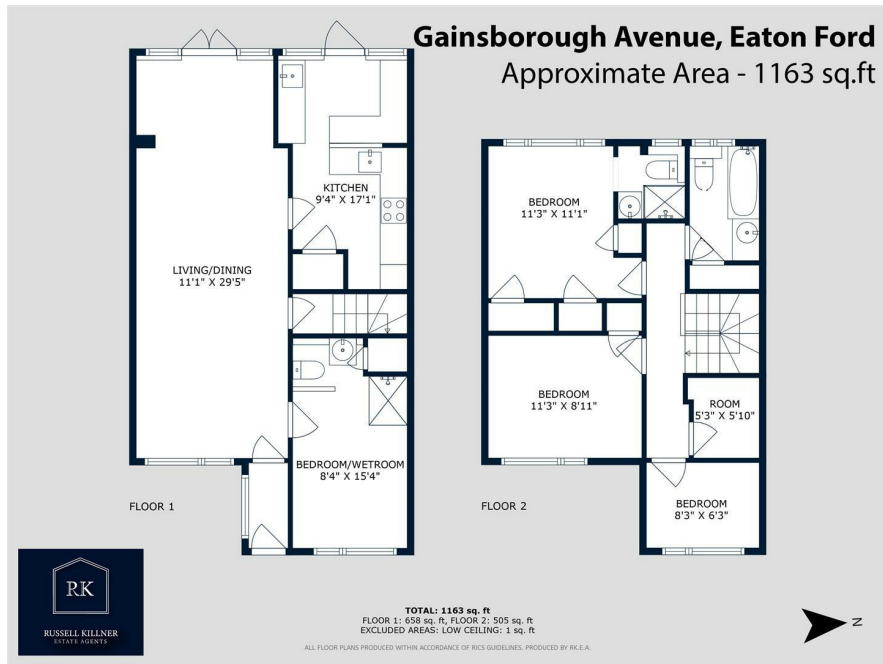 Gainsborough Avenue, Eaton Ford
Approximate Area - 1163 sq.ft
KITCHEN
9'4" X 17'1"
LIVING/DINING
11'1" X 29'5"
BEDROOM/WETROOM
8'4" X 15'4"
FLOOR 1
BEDROOM
11'3" X 11'1"
BEDROOM
11'3" X 8'11"
ROOM
5'3" X 5'10"
BEDROOM
8'3" X 6'3"
FLOOR 2
RK
RUSSELL KILLNER
ESTATE AGENTS
TOTAL: 1163 sq. ft
FLOOR 1: 658 sq. ft, FLOOR 2: 505 sq. ft
EXCLUDED AREAS: LOW CEILING: 1 sq. ft
ALL FLOOR PLANS PRODUCED WITHIN ACCORDANCE OF RICS GUIDELINES. PRODUCED BY RK.E.A.
N